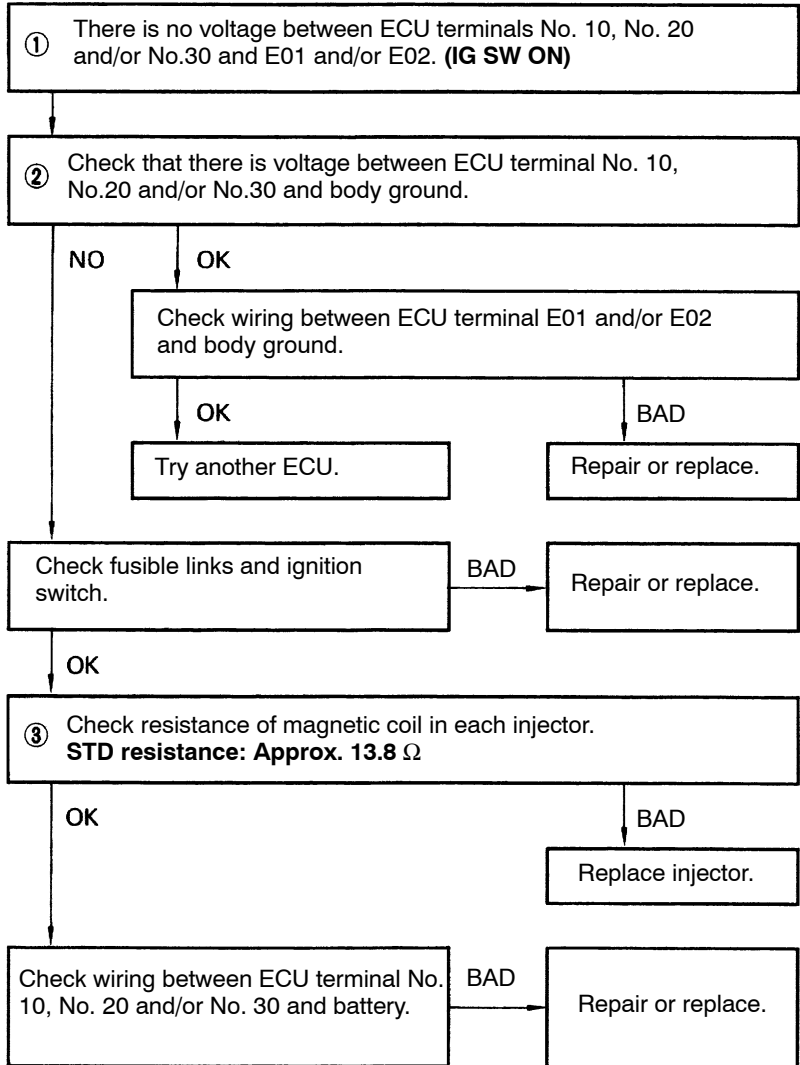 ① There is no voltage between ECU terminals No. 10, No. 20
and/or No.30 and E01 and/or E02. (IG SW ON)
② Check that there is voltage between ECU terminal No. 10,
No.20 and/or No.30 and body ground.
NO
OK
Check wiring between ECU terminal E01 and/or E02
and body ground.
OK
BAD
Try another ECU.
Repair or replace.
Check fusible links and ignition
switch.
BAD
Repair or replace.
OK
③ Check resistance of magnetic coil in each injector.
STD resistance: Approx. 13.8 Ω
OK
BAD
Replace injector.
Check wiring between ECU terminal No.
10, No. 20 and/or No. 30 and battery.
BAD
Repair or replace.